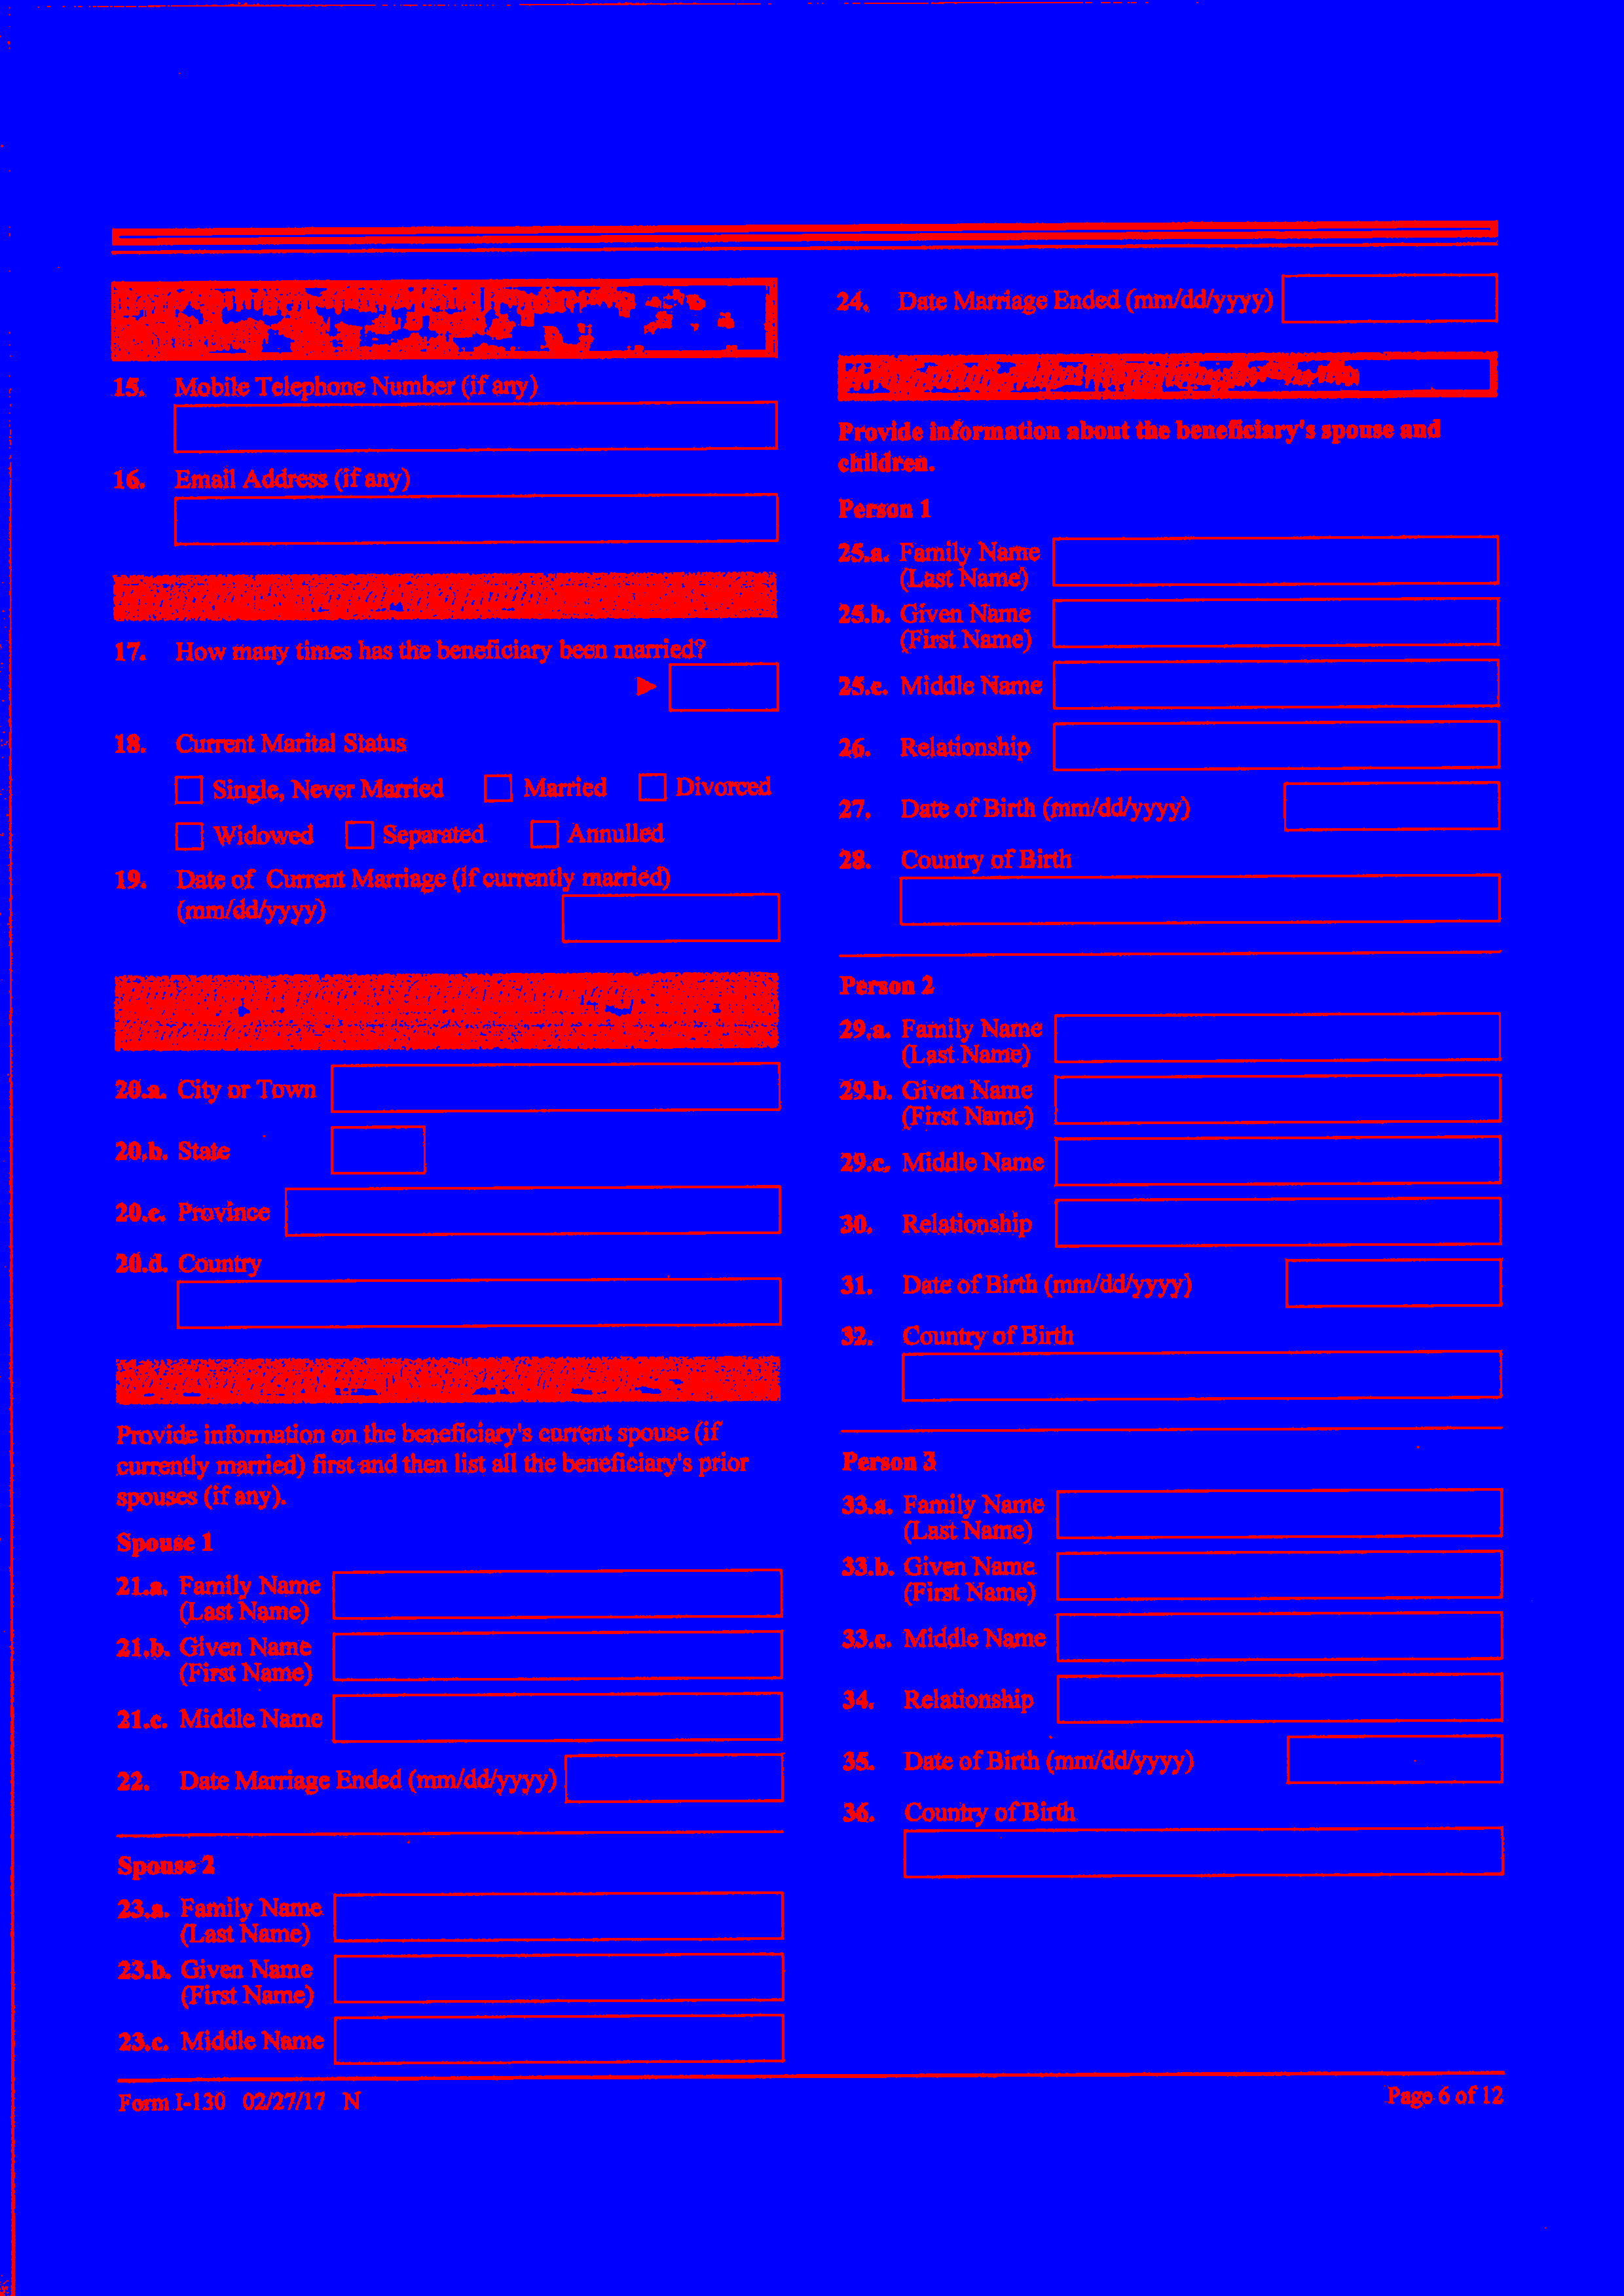 15. Mobile Telephone Number (if any)
16. Email Address (if any)
17. How many times has the beneficiary been married?
18. Current Marital Status
Single, Never Married Married Divorced
Widowed Separated Annulled
19. Date of Current Marriage (if currently married)
(mm/dd/yyyy)
20.a. City or Town
20.b. State
20.c. Province
20.d. Country
Provide information on the beneficiary's current spouse (if
currently married) first and then list all the beneficiary's prior
spouses (if any).
Spouse 1
21.a. Family Name
(Last Name)
21.b. Given Name
(First Name)
21.c. Middle Name
22. Date Marriage Ended (mm/dd/yyyy)
Spouse 2
23.a. Family Name
(Last Name)
23.b. Given Name
(First Name)
23.c. Middle Name
24. Date Marriage Ended (mm/dd/yyyy)
Provide information about the beneficiary's spouse and
children.
Person 1
25.a. Family Name
(Last Name)
25.b. Given Name
(First Name)
25.c. Middle Name
26. Relationship
27. Date of Birth (mm/dd/yyyy)
28. Country of Birth
Person 2
29.a. Family Name
(Last Name)
29.b. Given Name
(First Name)
29.c. Middle Name
30. Relationship
31. Date of Birth (mm/dd/yyyy)
32. Country of Birth
Person 3
33.a. Family Name
(Last Name)
33.b. Given Name
(First Name)
33.c. Middle Name
34. Relationship
35. Date of Birth (mm/dd/yyyy)
36. Country of Birth
Form I-130 02/27/17 N
Page 6 of 12